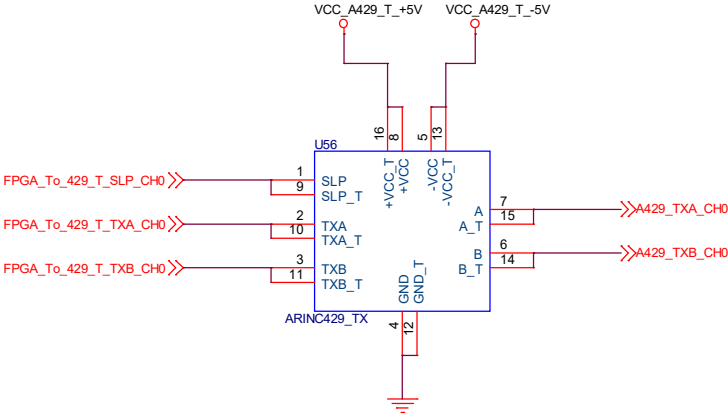 VCC_A429_T_+5V
VCC_A429_T_-5V
16
8
5
13
U56
+VCC_T
+VCC
-VCC
-VCC_T
FPGA_To_429_T_SLP_CH0
1
SLP
9
SLP_T
FPGA_To_429_T_TXA_CH0
2
TXA
10
TXA_T
FPGA_To_429_T_TXB_CH0
3
TXB
11
TXB_T
A
7
A_T
15
A429_TXA_CH0
B
6
B_T
14
A429_TXB_CH0
GND
GND_T
ARINC429_TX
4
12